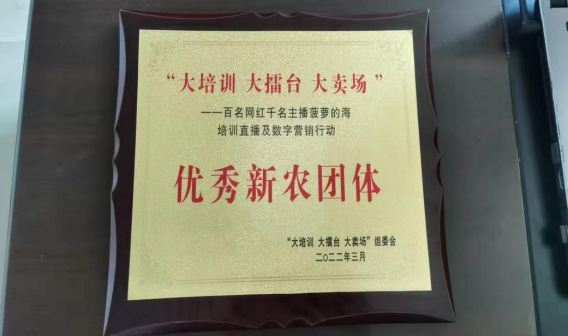 “大培训 大擂台 大卖场”
——百名网红千名主播菠萝的海
培训直播及数字营销行动
优秀新农团体
“大培训 大擂台 大卖场”组委会
二〇二二年三月